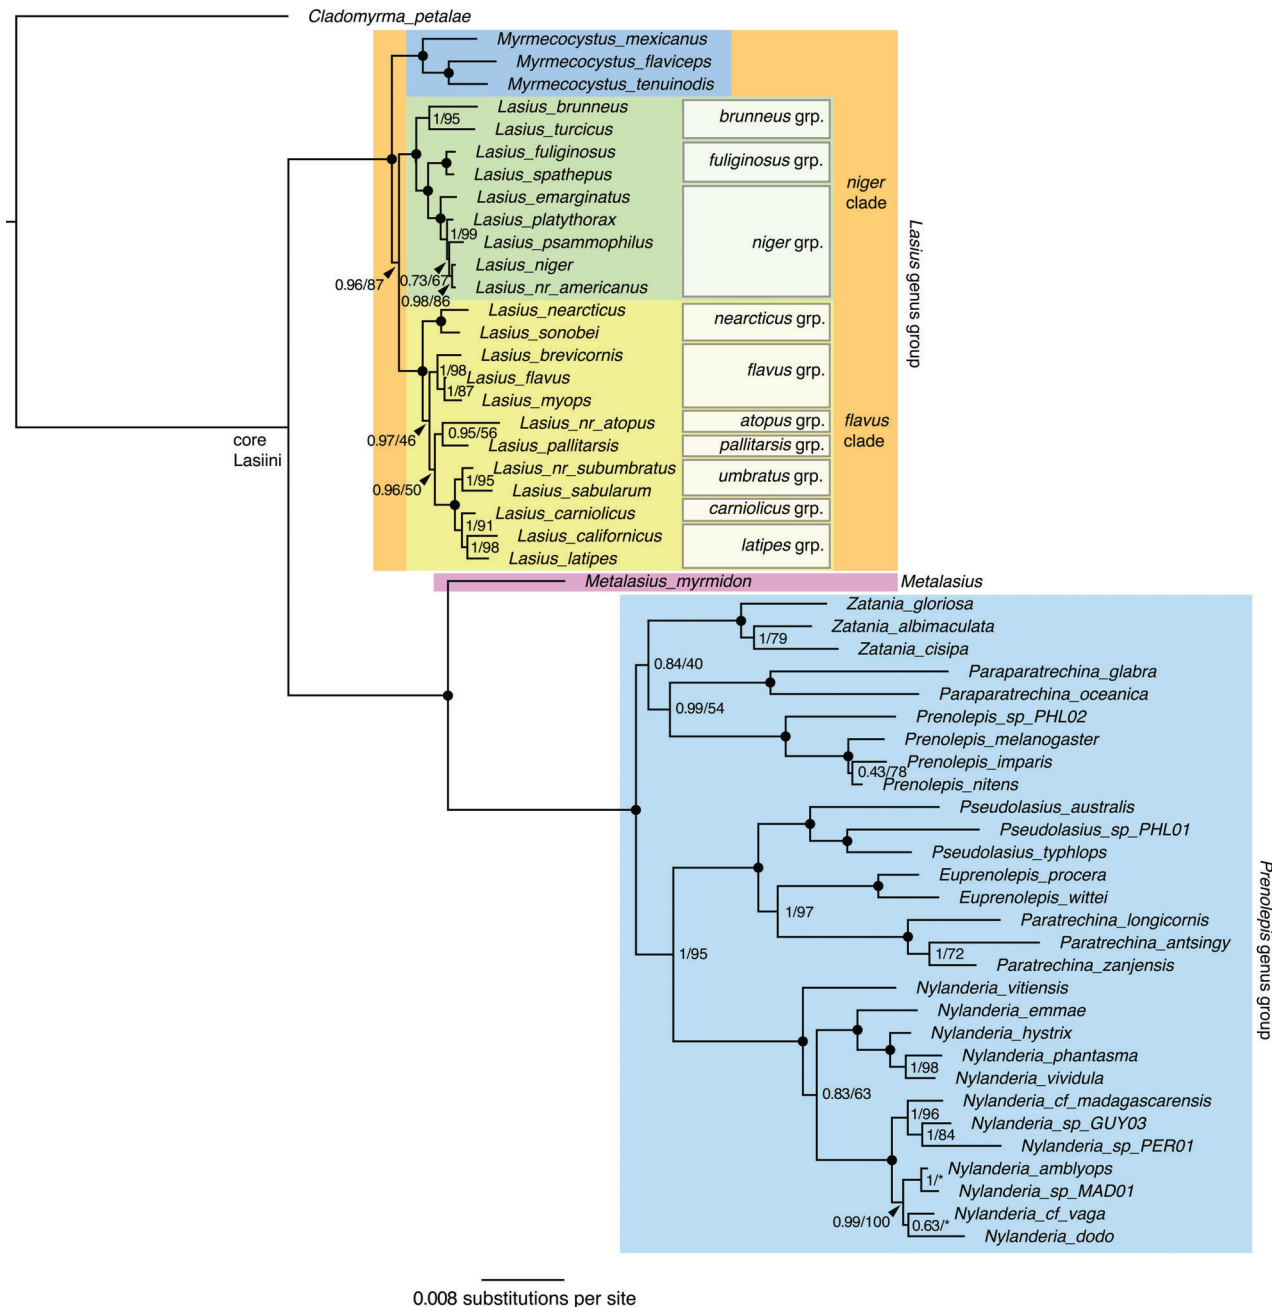 Cladomyrma_petalae
Myrmecocystus_mexicanus
Myrmecocystus_flaviceps
Myrmecocystus_tenuinodis
Lasius_brunneus
1/95
brunneus grp.
Lasius_turcicus
Lasius_fuliginosus
fuliginosus grp.
Lasius_spathepus
niger
clade
Lasius_emarginatus
Lasius_platythorax
1/99
Lasius_psammophilus
niger grp.
Lasius_niger
0.96/87
0.73/67
Lasius_nr_americanus
0.98/86
Lasius genus group
Lasius_nearcticus
nearcticus grp.
Lasius_sonobei
Lasius_brevicornis
1/98
flavus grp.
Lasius_flavus
1/87
Lasius_myops
Lasius_nr_atopus
atopus grp.
flavus
clade
0.97/46
0.95/56
Lasius_pallitarsis
pallitarsis grp.
core
Lasiini
Lasius_nr_subumbratus
1/95
umbratus grp.
0.96/50
Lasius_sabularum
Lasius_carniolicus
carniolicus grp.
1/91
Lasius_californicus
1/98
latipes grp.
Lasius_latipes
Metalasius_myrmidon
Metalasius
Zatania_gloriosa
Zatania_albimaculata
1/79
Zatania_cisipa
0.84/40
Paraparatrechina_glabra
Paraparatrechina_oceanica
0.99/54
Prenolepis_sp_PHL02
Prenolepis_melanogaster
Prenolepis_imparis
0.43/78
Prenolepis_nitens
Pseudolasius_australis
Pseudolasius_sp_PHL01
Pseudolasius_typhlops
Euprenolepis_procera
Euprenolepis_wittei
1/97
Paratrechina_longicornis
Paratrechina_antsingy
1/72
1/95
Paratrechina_zanjensis
Prenolepis genus group
Nylanderia_vitiensis
Nylanderia_emmae
Nylanderia_hystrix
Nylanderia_phantasma
1/98
Nylanderia_vividula
0.83/63
Nylanderia_cf_madagascarensis
1/96
Nylanderia_sp_GUY03
1/84
Nylanderia_sp_PER01
Nylanderia_amblyops
1/*
Nylanderia_sp_MAD01
Nylanderia_cf_vaga
0.99/100
0.63/*
Nylanderia_dodo
0.008 substitutions per site